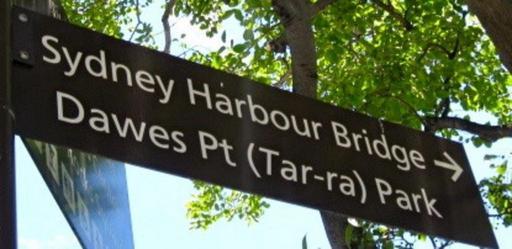 Sydney Harbour Bridge →
Dawes Pt (Tar-ra) Park